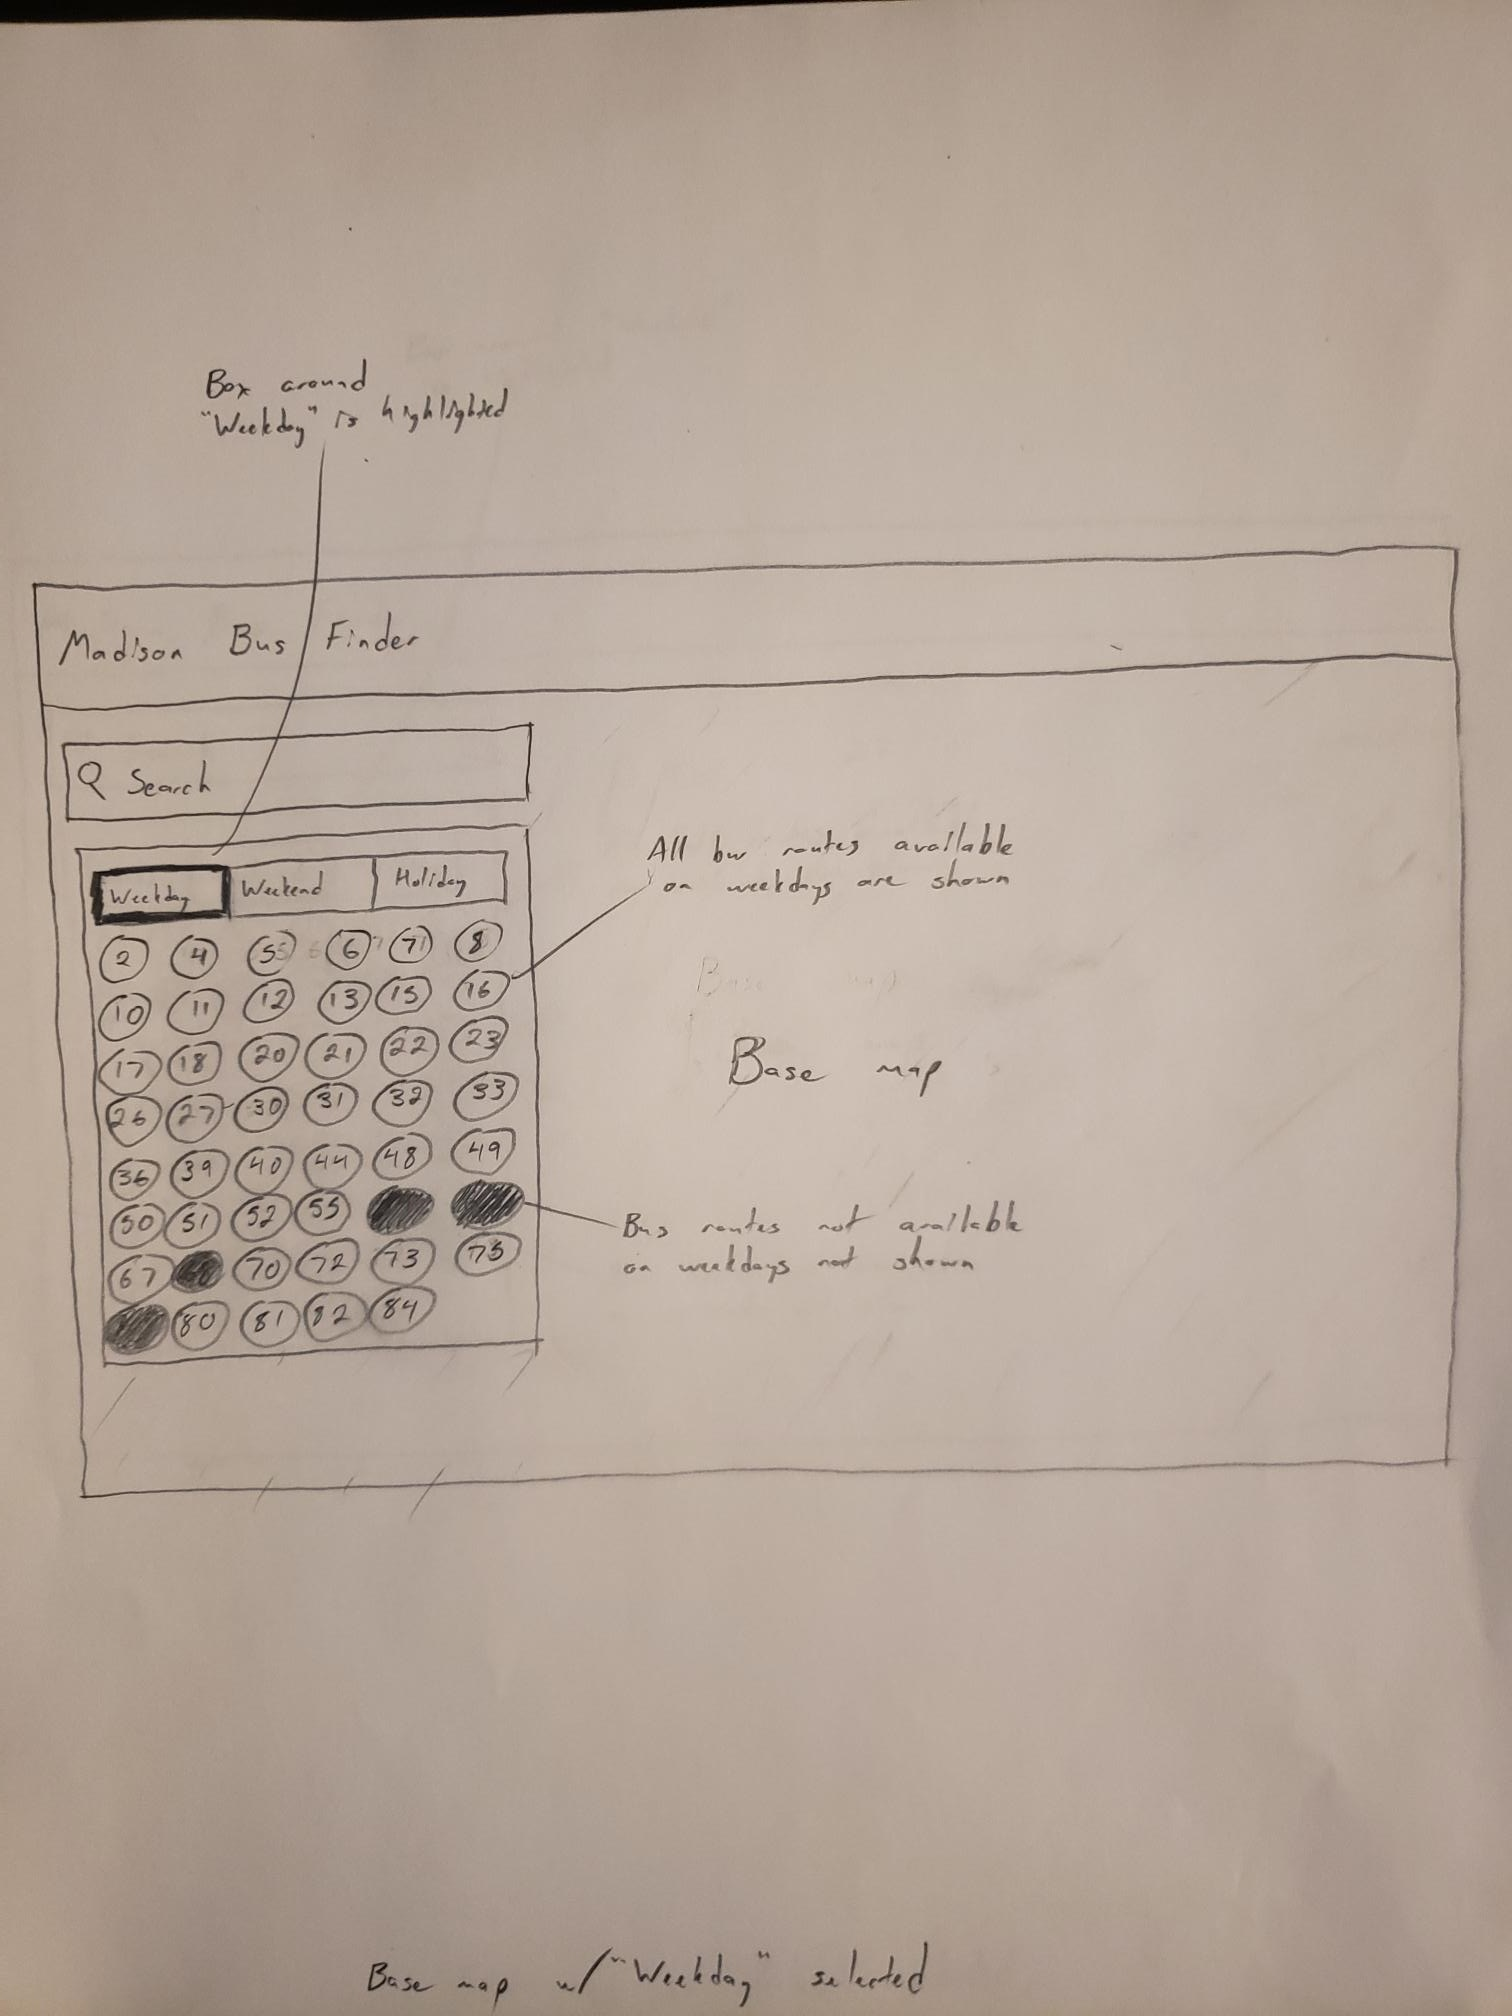 Box around
"Weekday" is highlighted
Madison Bus Finder
Search
Weekday Weekend Holiday
2 4 5 6 7 8
10 11 12 13 15 16
17 18 20 21 22 23
26 27 30 31 32 33
36 39 40 44 48 49
50 51 52 55
67 70 72 73 75
80 81 82 84
All bus routes available
on weekdays are shown
Base map
Bus routes not available
on weekdays not shown
Base map w/ "Weekday" selected